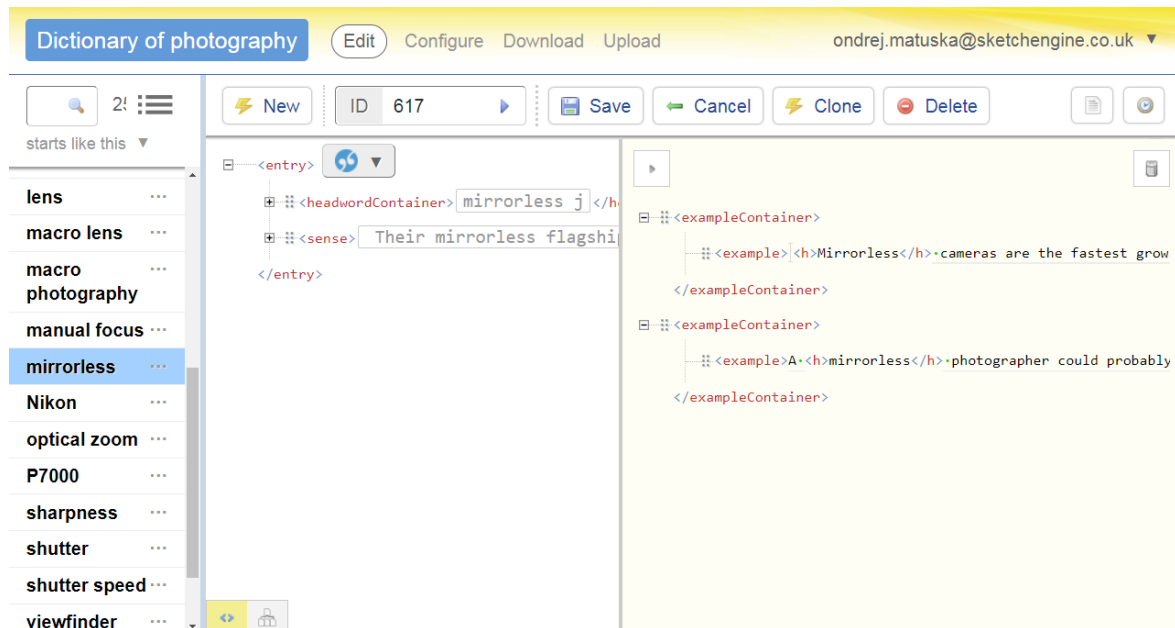 Dictionary of photography Edit Configure Download Upload ondrej.matuska@sketchengine.co.uk ▼
New ID 617 Save Cancel Clone Delete
starts like this ▼
lens ···
macro lens ···
macro ···
photography
manual focus ···
mirrorless ···
Nikon ···
optical zoom ···
P7000 ···
sharpness ···
shutter ···
shutter speed ···
viewfinder ···
<entry>
<headwordContainer> mirrorless j </h
<sense> Their mirrorless flagship
</entry>
<exampleContainer>
<example><h>Mirrorless</h>·cameras are the fastest grow
</exampleContainer>
<exampleContainer>
<example>A·<h>mirrorless</h>·photographer could probably
</exampleContainer>